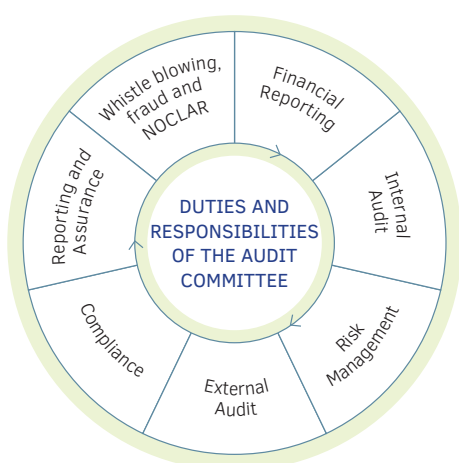 Whistle blowing,
fraud and
NOCLAR
Financial
Reporting
Internal
Audit
Risk
Management
External
Audit
Compliance
Reporting and
Assurance
DUTIES AND
RESPONSIBILITIES
OF THE AUDIT
COMMITTEE